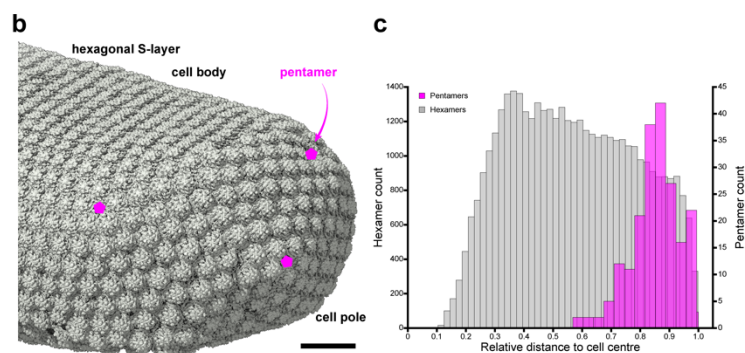 b
hexagonal S-layer
cell body
pentamer
cell pole
c
Pentamers
Hexamers
Hexamer count
1400
1200
1000
800
600
400
200
0
0 0.1 0.2 0.3 0.4 0.5 0.6 0.7 0.8 0.9 1.0
Relative distance to cell centre
45
40
35
30
25
20
15
10
5
0
Pentamer count